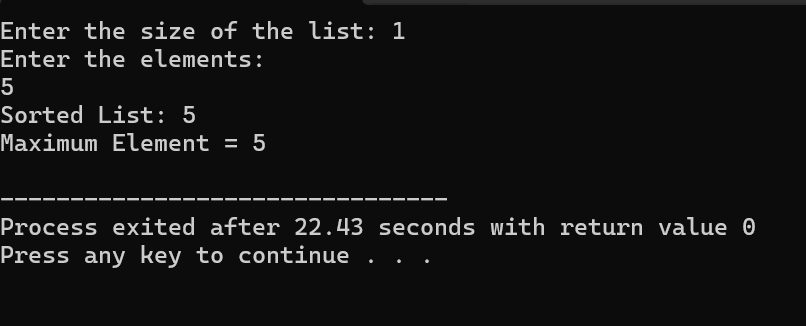 Enter the size of the list: 1
Enter the elements:
5
Sorted List: 5
Maximum Element = 5
--------------------------------
Process exited after 22.43 seconds with return value 0
Press any key to continue . . .